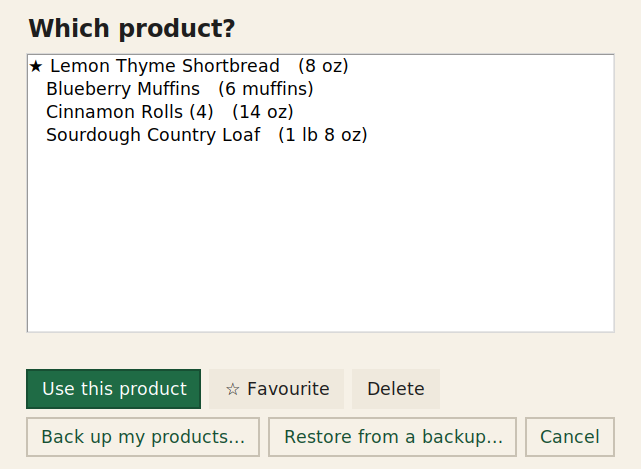 Which product?
★ Lemon Thyme Shortbread (8 oz)
Blueberry Muffins (6 muffins)
Cinnamon Rolls (4) (14 oz)
Sourdough Country Loaf (1 lb 8 oz)
Use this product ☆ Favourite Delete
Back up my products... Restore from a backup... Cancel